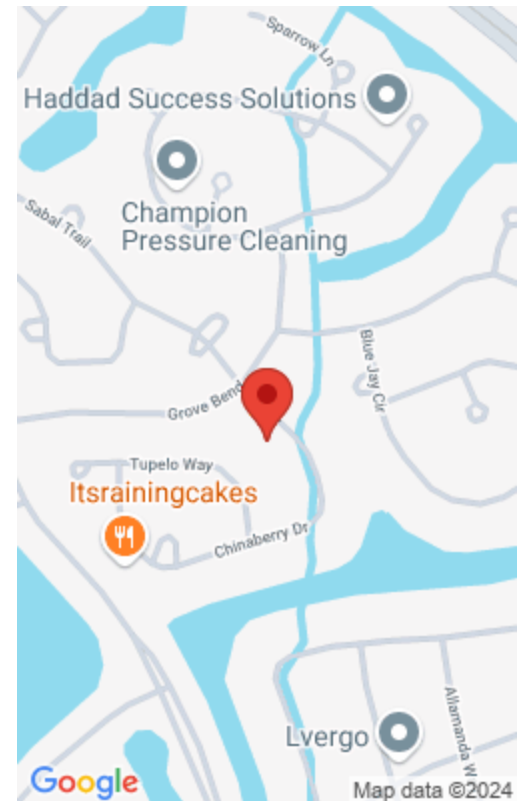 Sparrow Ln
Haddad Success Solutions
Champion
Pressure Cleaning
Sabal Trail
Blue Jay Cir
Grove Bend
Tupelo Way
Itsrainingcakes
Chinaberry Dr
Allamanda W
Lvergo
Google
Map data ©2024